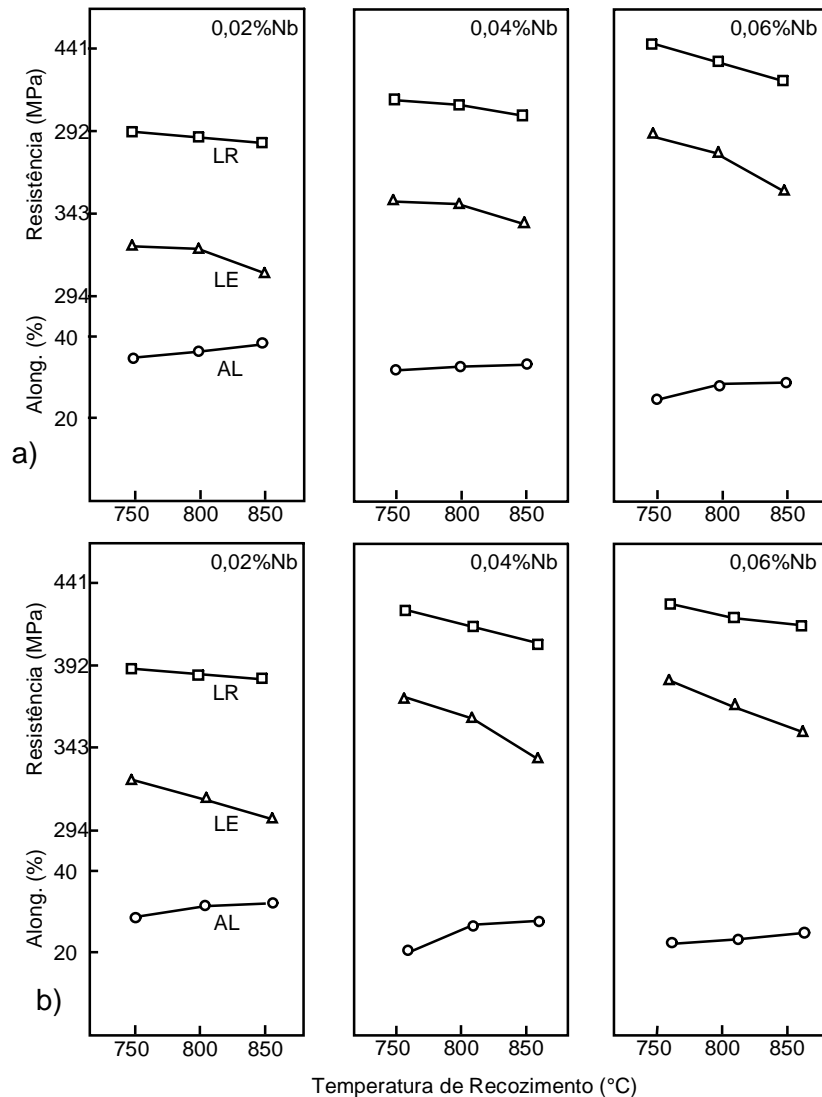 0,02%Nb
0,04%Nb
0,06%Nb
Resistência (MPa)
441
292
343
294
LR
LE
Along. (%)
40
20
AL
a)
750 800 850
750 800 850
750 800 850
0,02%Nb
0,04%Nb
0,06%Nb
Resistência (MPa)
441
392
343
294
LR
LE
Along. (%)
40
20
AL
b)
750 800 850
750 800 850
750 800 850
Temperatura de Recozimento (°C)